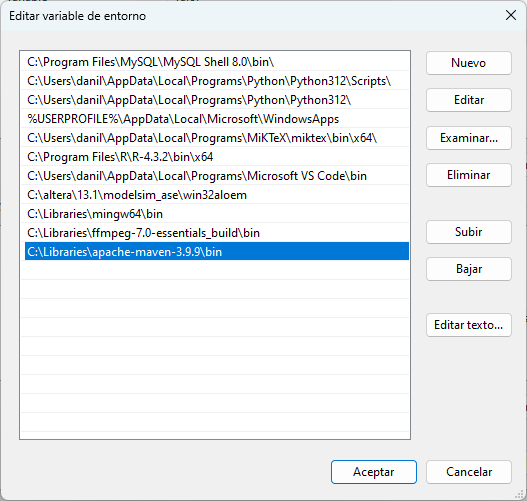 Editar variable de entorno
C:\Program Files\MySQL\MySQL Shell 8.0\bin\
C:\Users\danil\AppData\Local\Programs\Python\Python312\Scripts\
C:\Users\danil\AppData\Local\Programs\Python\Python312\
%USERPROFILE%\AppData\Local\Microsoft\WindowsApps
C:\Users\danil\AppData\Local\Programs\MiKTeX\miktex\bin\x64\
C:\Program Files\R\R-4.3.2\bin\x64
C:\Users\danil\AppData\Local\Programs\Microsoft VS Code\bin
C:\altera\13.1\modelsim_ase\win32aloem
C:\Libraries\mingw64\bin
C:\Libraries\ffmpeg-7.0-essentials_build\bin
C:\Libraries\apache-maven-3.9.9\bin
Nuevo
Editar
Examinar...
Eliminar
Subir
Bajar
Editar texto...
Aceptar
Cancelar